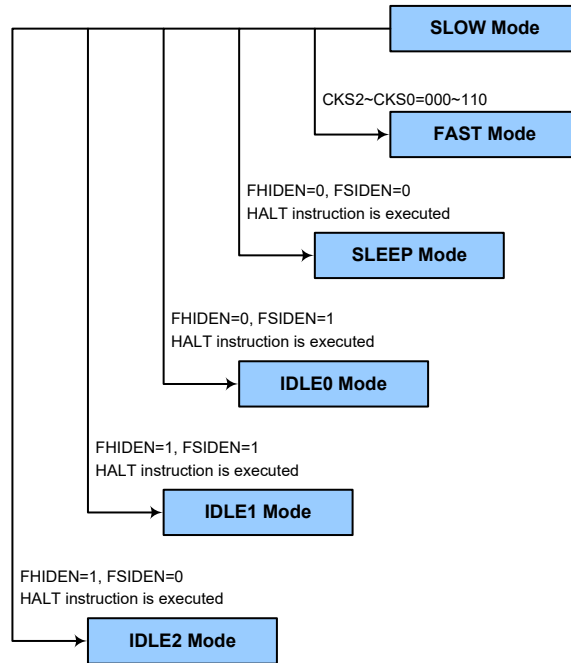 SLOW Mode
CKS2~CKS0=000~110
FAST Mode
FHIDEN=0, FSIDEN=0
HALT instruction is executed
SLEEP Mode
FHIDEN=0, FSIDEN=1
HALT instruction is executed
IDLE0 Mode
FHIDEN=1, FSIDEN=1
HALT instruction is executed
IDLE1 Mode
FHIDEN=1, FSIDEN=0
HALT instruction is executed
IDLE2 Mode